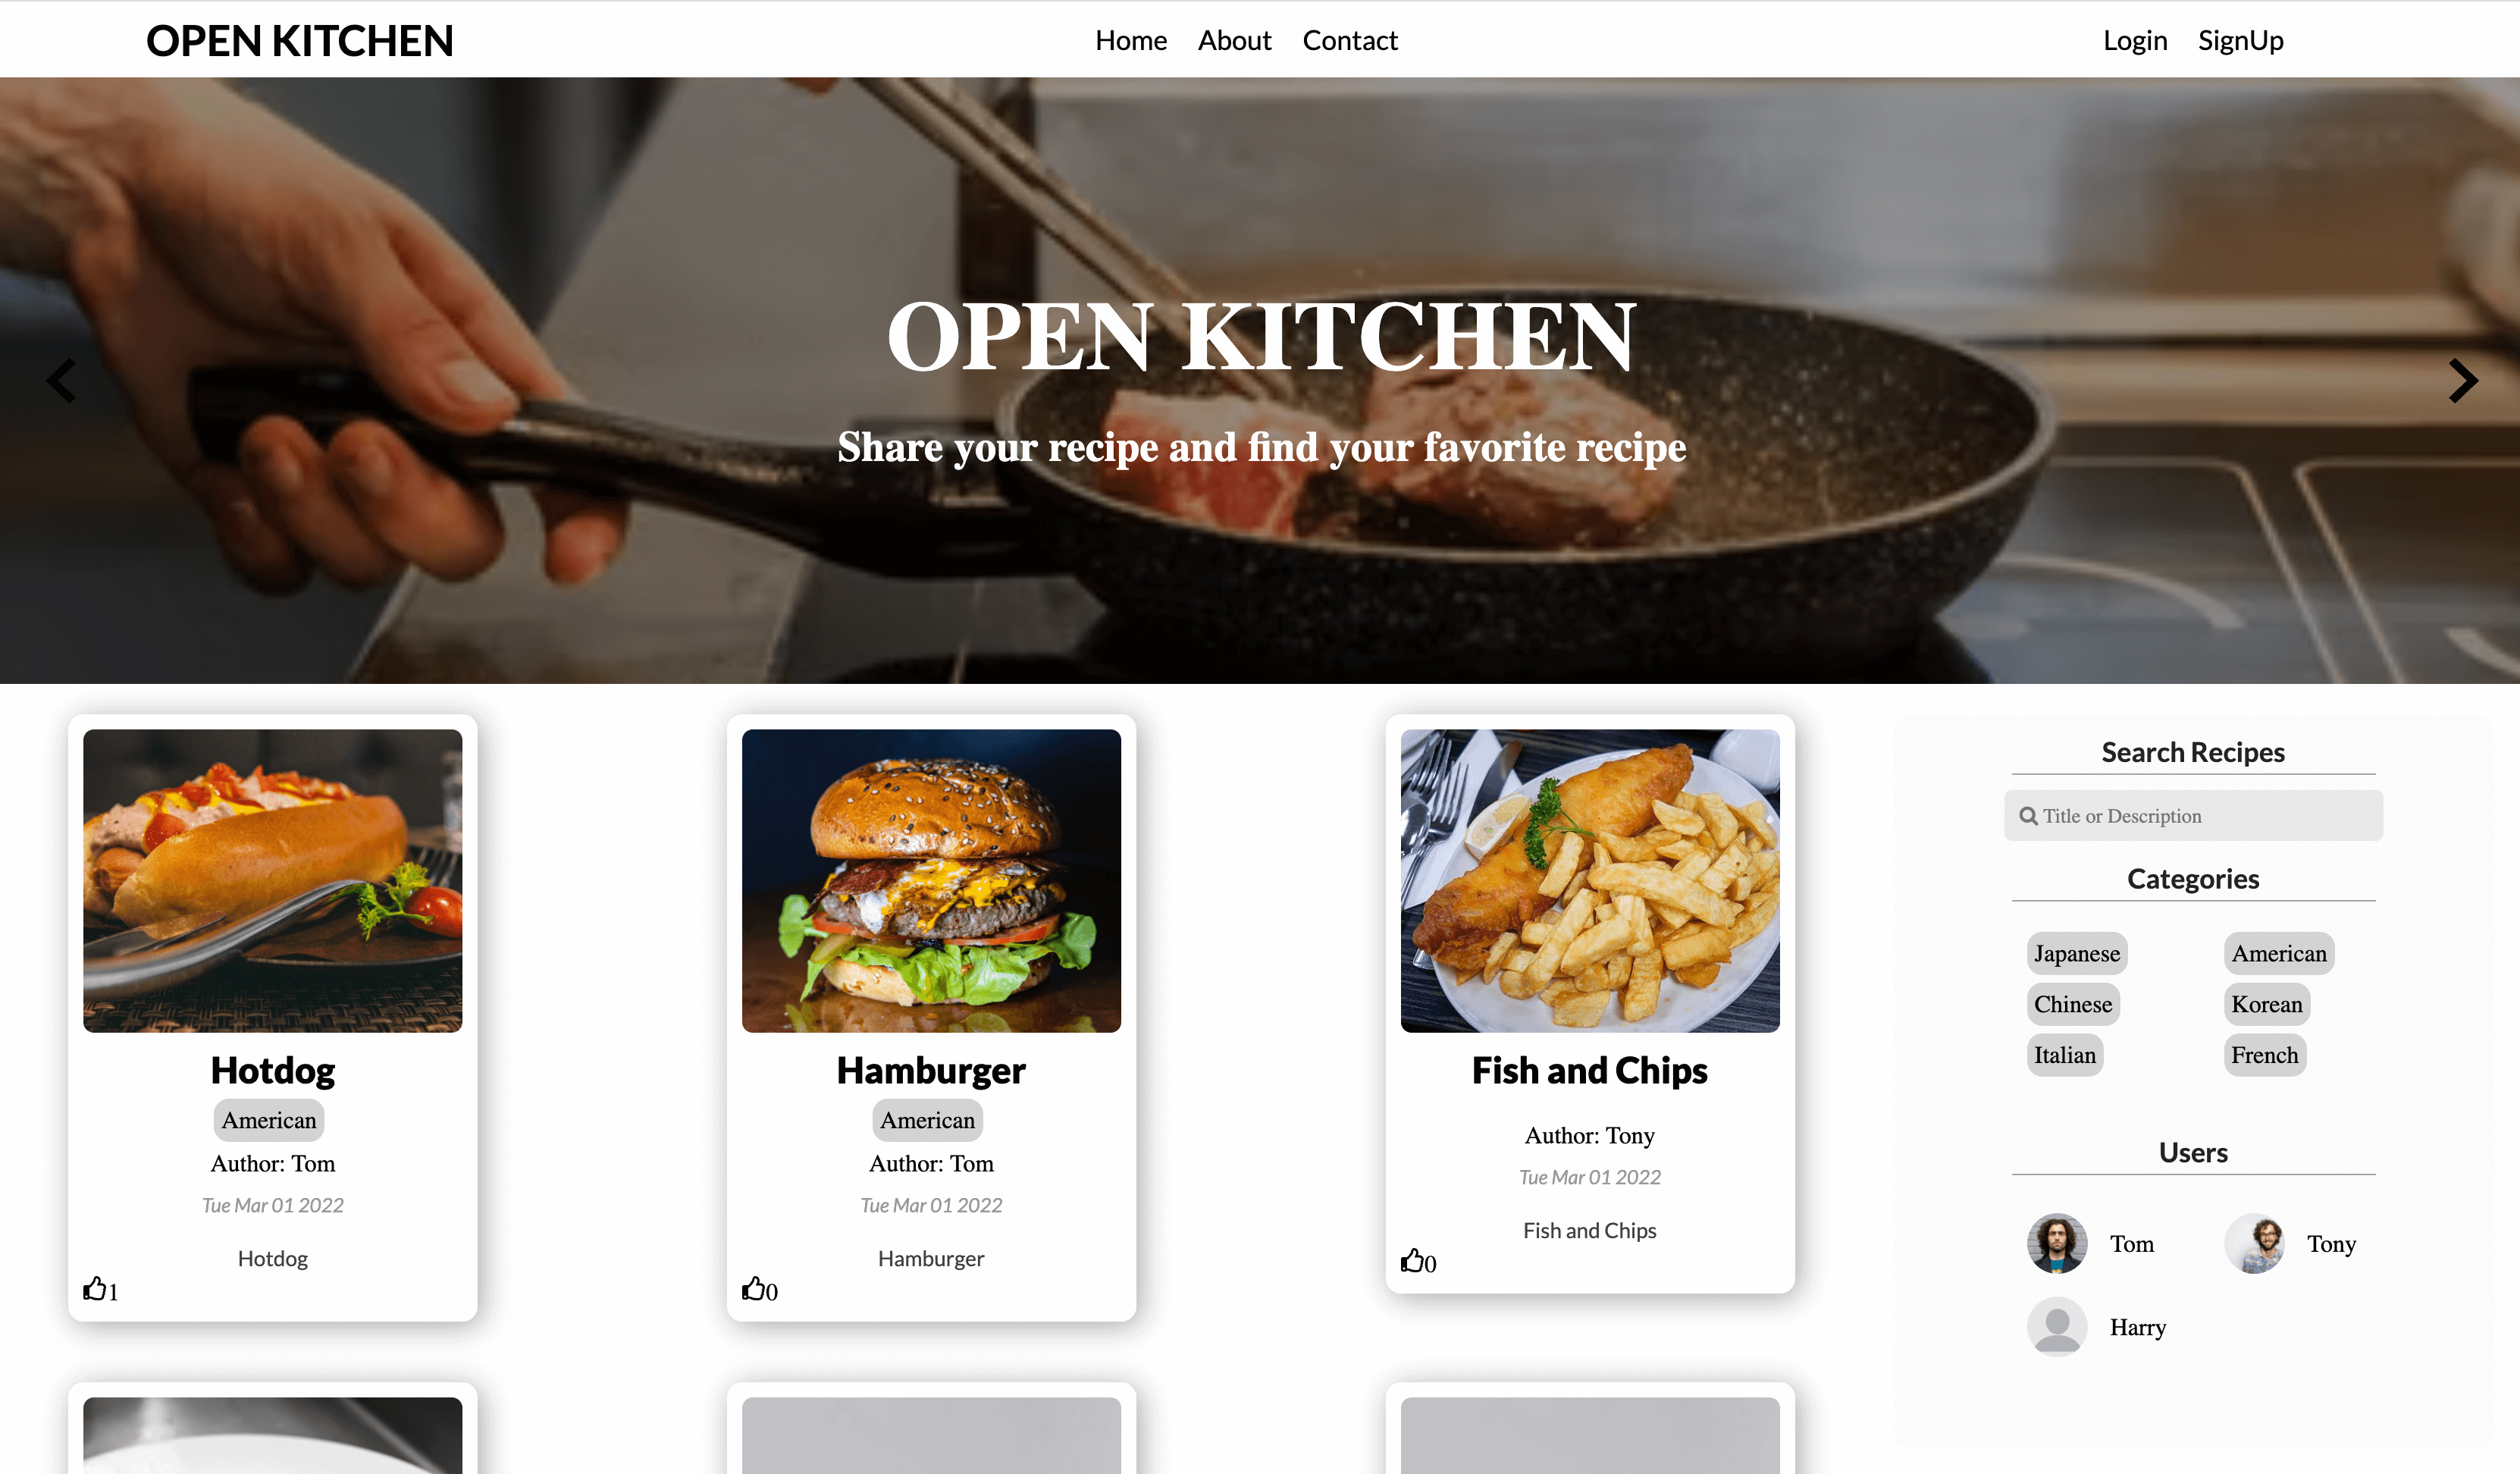 OPEN KITCHEN
Home About Contact
Login SignUp
OPEN KITCHEN
Share your recipe and find your favorite recipe
Hotdog
American
Author: Tom
Tue Mar 01 2022
Hotdog
1
Hamburger
American
Author: Tom
Tue Mar 01 2022
Hamburger
0
Fish and Chips
Author: Tony
Tue Mar 01 2022
Fish and Chips
0
Search Recipes
Title or Description
Categories
Japanese American
Chinese Korean
Italian French
Users
Tom Tony
Harry